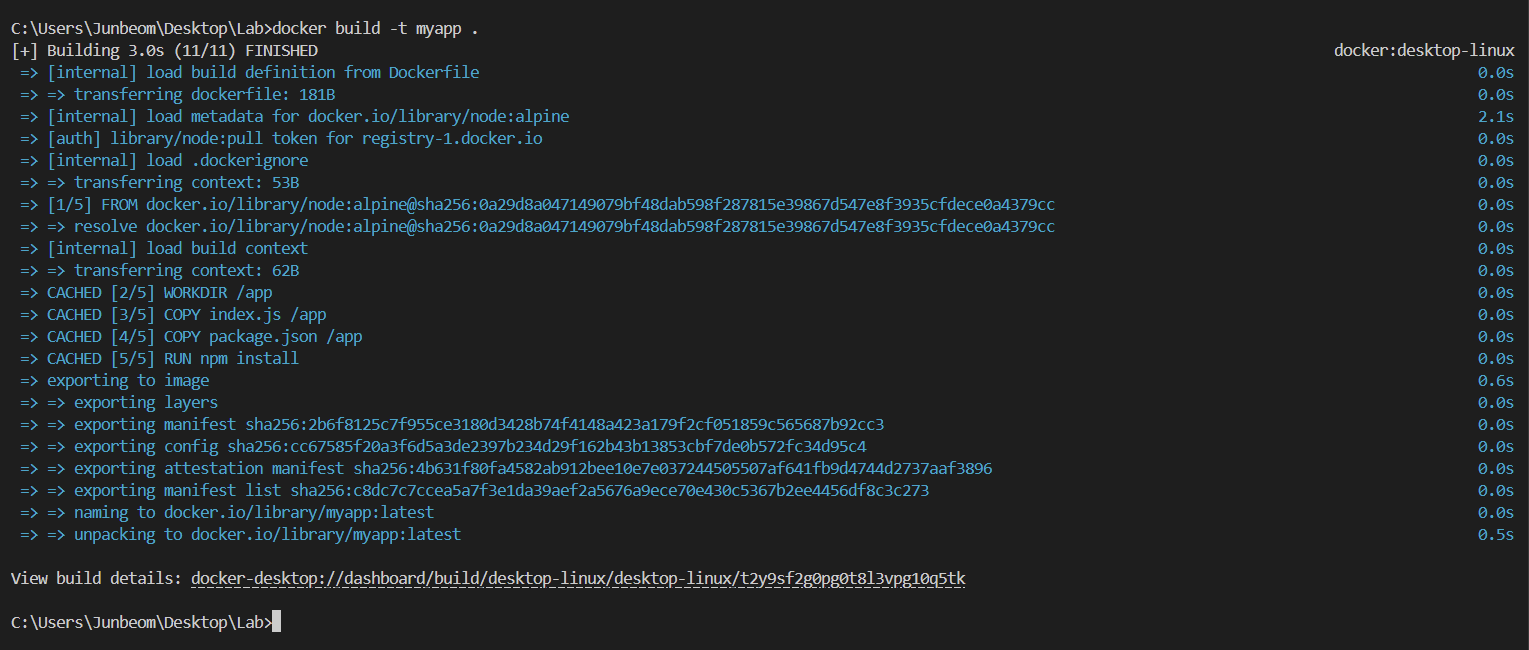 C:\Users\Junbeom\Desktop\Lab>docker build -t myapp .
[+] Building 3.0s (11/11) FINISHED docker:desktop-linux
=> [internal] load build definition from Dockerfile 0.0s
=> => transferring dockerfile: 181B 0.0s
=> [internal] load metadata for docker.io/library/node:alpine 2.1s
=> [auth] library/node:pull token for registry-1.docker.io 0.0s
=> [internal] load .dockerignore 0.0s
=> => transferring context: 53B 0.0s
=> [1/5] FROM docker.io/library/node:alpine@sha256:0a29d8a047149079bf48dab598f287815e39867d547e8f3935cfdece0a4379cc 0.0s
=> => resolve docker.io/library/node:alpine@sha256:0a29d8a047149079bf48dab598f287815e39867d547e8f3935cfdece0a4379cc 0.0s
=> [internal] load build context 0.0s
=> => transferring context: 62B 0.0s
=> CACHED [2/5] WORKDIR /app 0.0s
=> CACHED [3/5] COPY index.js /app 0.0s
=> CACHED [4/5] COPY package.json /app 0.0s
=> CACHED [5/5] RUN npm install 0.0s
=> exporting to image 0.6s
=> => exporting layers 0.0s
=> => exporting manifest sha256:2b6f8125c7f955ce3180d3428b74f4148a423a179f2cf051859c565687b92cc3 0.0s
=> => exporting config sha256:cc67585f20a3f6d5a3de2397b234d29f162b43b13853cbf7de0b572fc34d95c4 0.0s
=> => exporting attestation manifest sha256:4b631f80fa4582ab912bee10e7e037244505507af641fb9d4744d2737aaf3896 0.0s
=> => exporting manifest list sha256:c8dc7c7ccea5a7f3e1da39aef2a5676a9ece70e430c5367b2ee4456df8c3c273 0.0s
=> => naming to docker.io/library/myapp:latest 0.0s
=> => unpacking to docker.io/library/myapp:latest 0.5s
View build details: docker-desktop://dashboard/build/desktop-linux/desktop-linux/t2y9sf2g0pg0t8l3vpg10q5tk
C:\Users\Junbeom\Desktop\Lab>